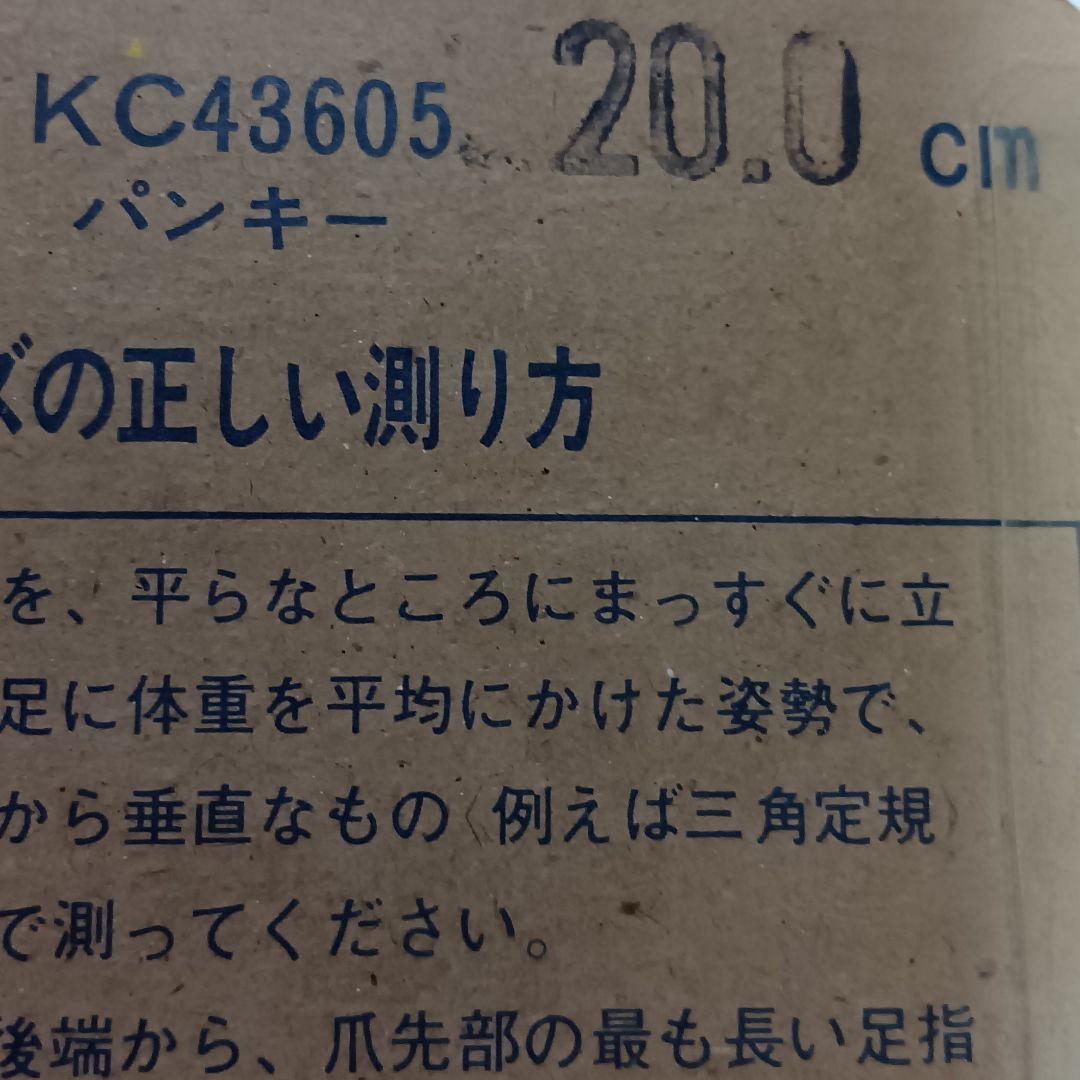 KC43605 20.0 cm
パンキー
ズの正しい測り方
を、平らなところにまっすぐに立
足に体重を平均にかけた姿勢で、
から垂直なもの(例えば三角定規)
で測ってください。
後端から、爪先部の最も長い足指